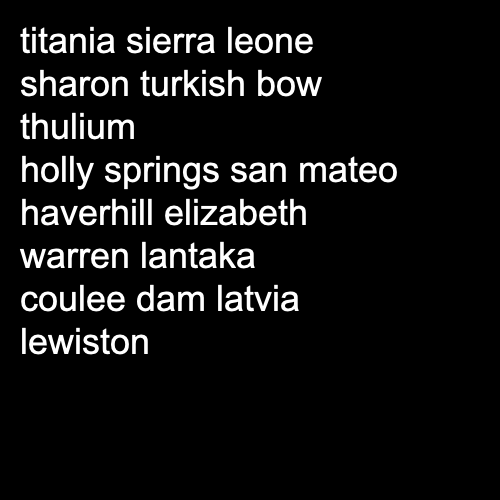 titania sierra leone
sharon turkish bow
thulium
holly springs san mateo
haverhill elizabeth
warren lantaka
coulee dam latvia
lewiston